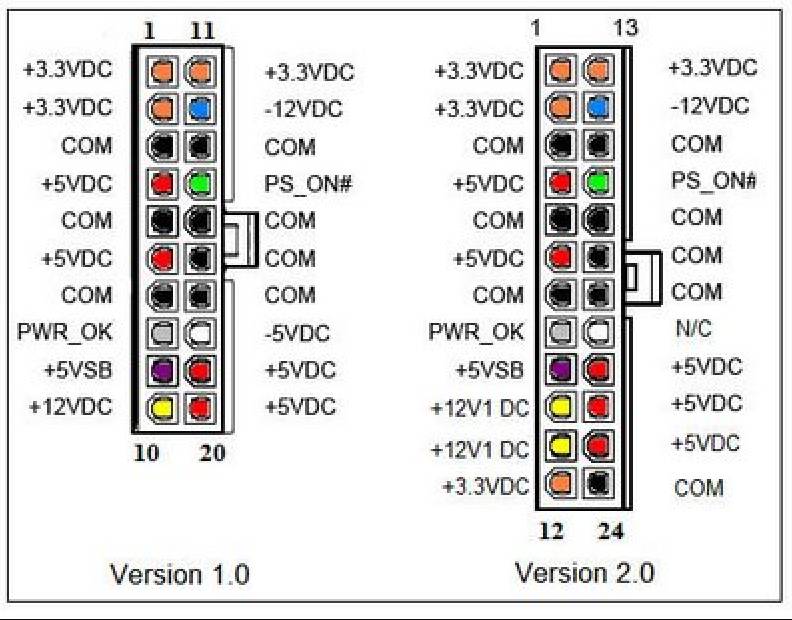 1 11
+3.3VDC +3.3VDC
+3.3VDC -12VDC
COM COM
+5VDC PS_ON#
COM COM
+5VDC COM
COM COM
PWR_OK -5VDC
+5VSB +5VDC
+12VDC +5VDC
10 20
Version 1.0
1 13
+3.3VDC +3.3VDC
+3.3VDC -12VDC
COM COM
+5VDC PS_ON#
COM COM
+5VDC COM
COM COM
PWR_OK N/C
+5VSB +5VDC
+12V1 DC +5VDC
+12V1 DC +5VDC
+3.3VDC COM
12 24
Version 2.0